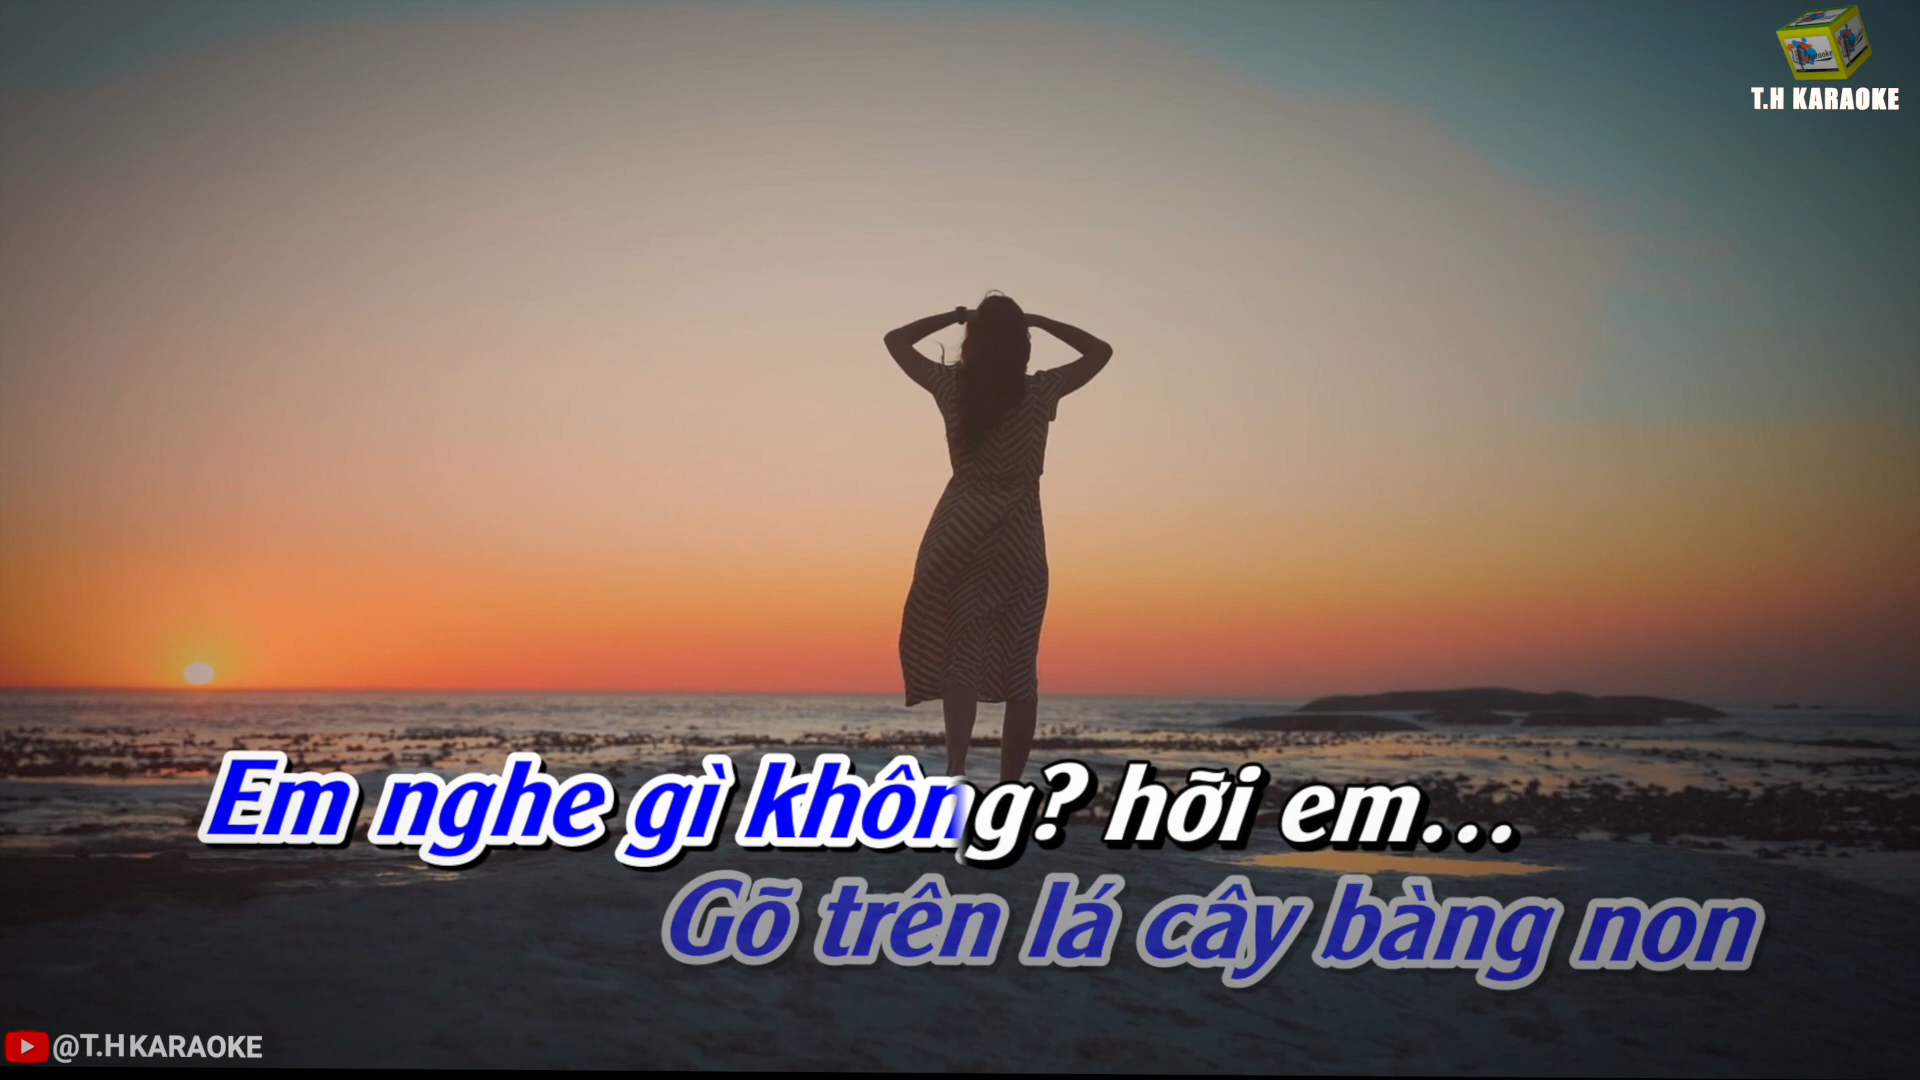 T.H KARAOKE
Em nghe gì không? hỡi em...
Gõ trên lá cây bàng non
@T.H KARAOKE